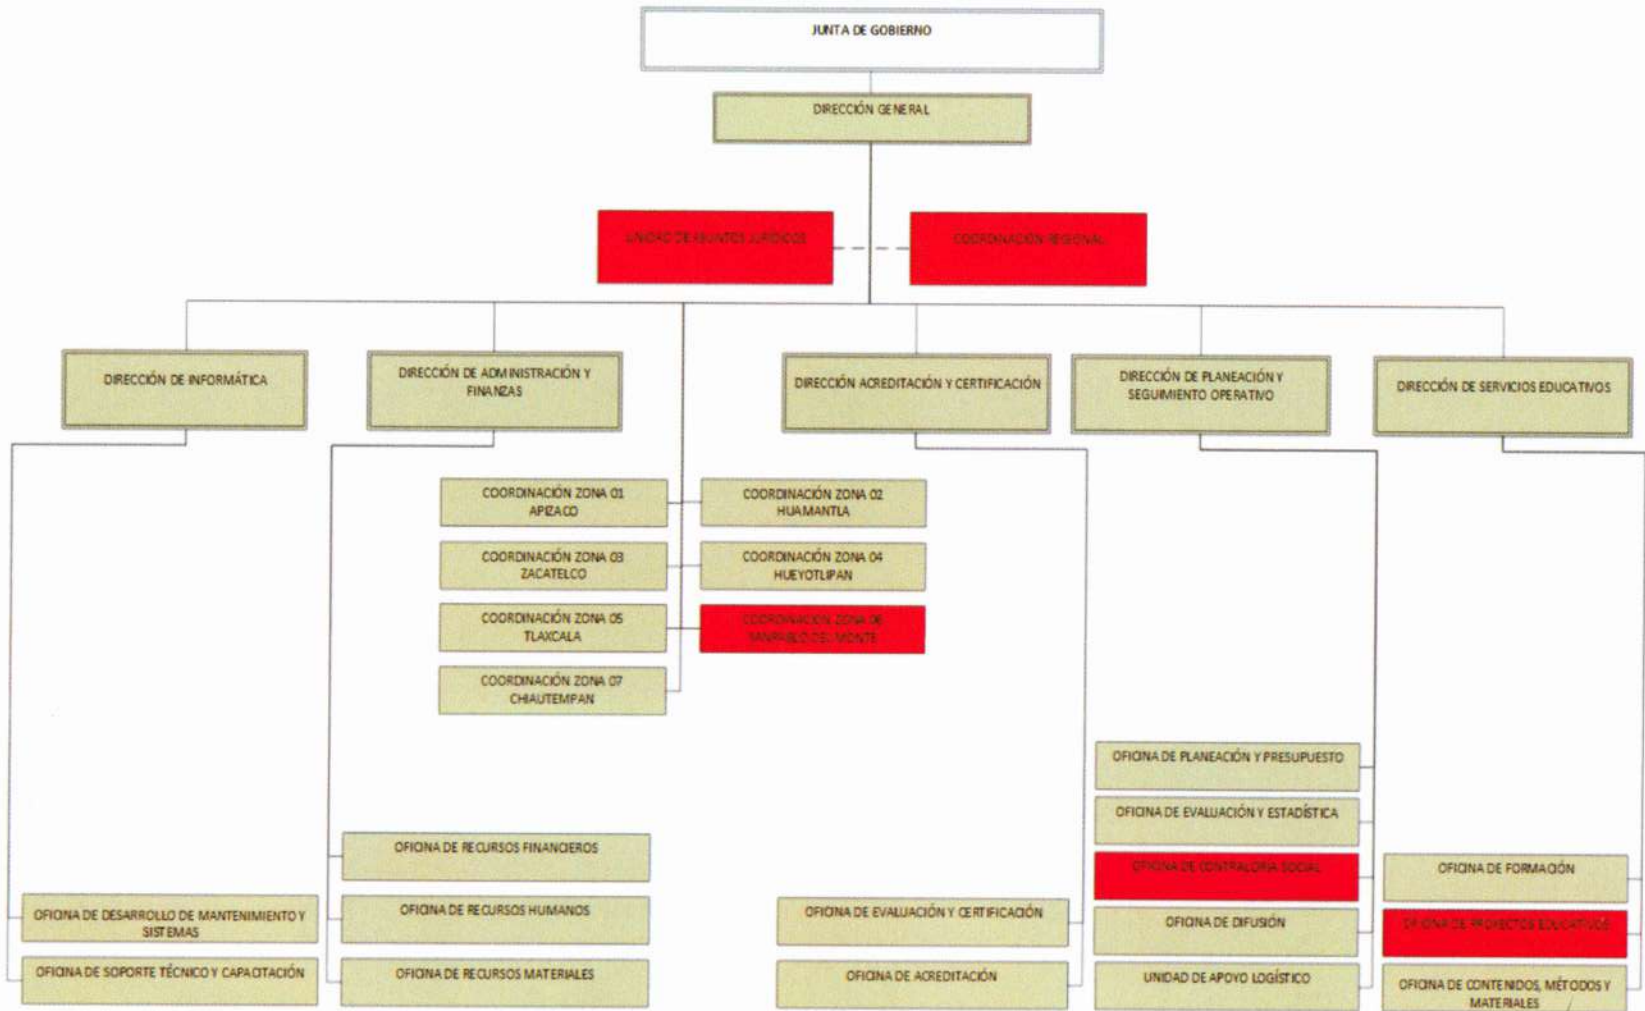 JUNTA DE GOBIERNO
DIRECCIÓN GENERAL
UNIDAD DE ASUNTOS JURÍDICOS
COORDINACIÓN REGIONAL
DIRECCIÓN DE INFORMÁTICA
DIRECCIÓN DE ADMINISTRACIÓN Y
FINANZAS
DIRECCIÓN ACREDITACIÓN Y CERTIFICACIÓN
DIRECCIÓN DE PLANEACIÓN Y
SEGUIMIENTO OPERATIVO
DIRECCIÓN DE SERVICIOS EDUCATIVOS
COORDINACIÓN ZONA 01
APIZACO
COORDINACIÓN ZONA 02
HUAMANTLA
COORDINACIÓN ZONA 03
ZACATELCO
COORDINACIÓN ZONA 04
HUEYOTLIPAN
COORDINACIÓN ZONA 05
TLAXCALA
COORDINACIÓN ZONA 06
SANPABLO DEL MONTE
COORDINACIÓN ZONA 07
CHIAUTEMPAN
OFICINA DE DESARROLLO DE MANTENIMIENTO Y
SISTEMAS
OFICINA DE SOPORTE TÉCNICO Y CAPACITACIÓN
OFICINA DE RECURSOS FINANCIEROS
OFICINA DE RECURSOS HUMANOS
OFICINA DE RECURSOS MATERIALES
OFICINA DE EVALUACIÓN Y CERTIFICACIÓN
OFICINA DE ACREDITACIÓN
OFICINA DE PLANEACIÓN Y PRESUPUESTO
OFICINA DE EVALUACIÓN Y ESTADÍSTICA
OFICINA DE CONTRALORIA SOCIAL
OFICINA DE DIFUSIÓN
UNIDAD DE APOYO LOGÍSTICO
OFICINA DE FORMACIÓN
OFICINA DE PROYECTOS EDUCATIVOS
OFICINA DE CONTENIDOS, MÉTODOS Y
MATERIALES